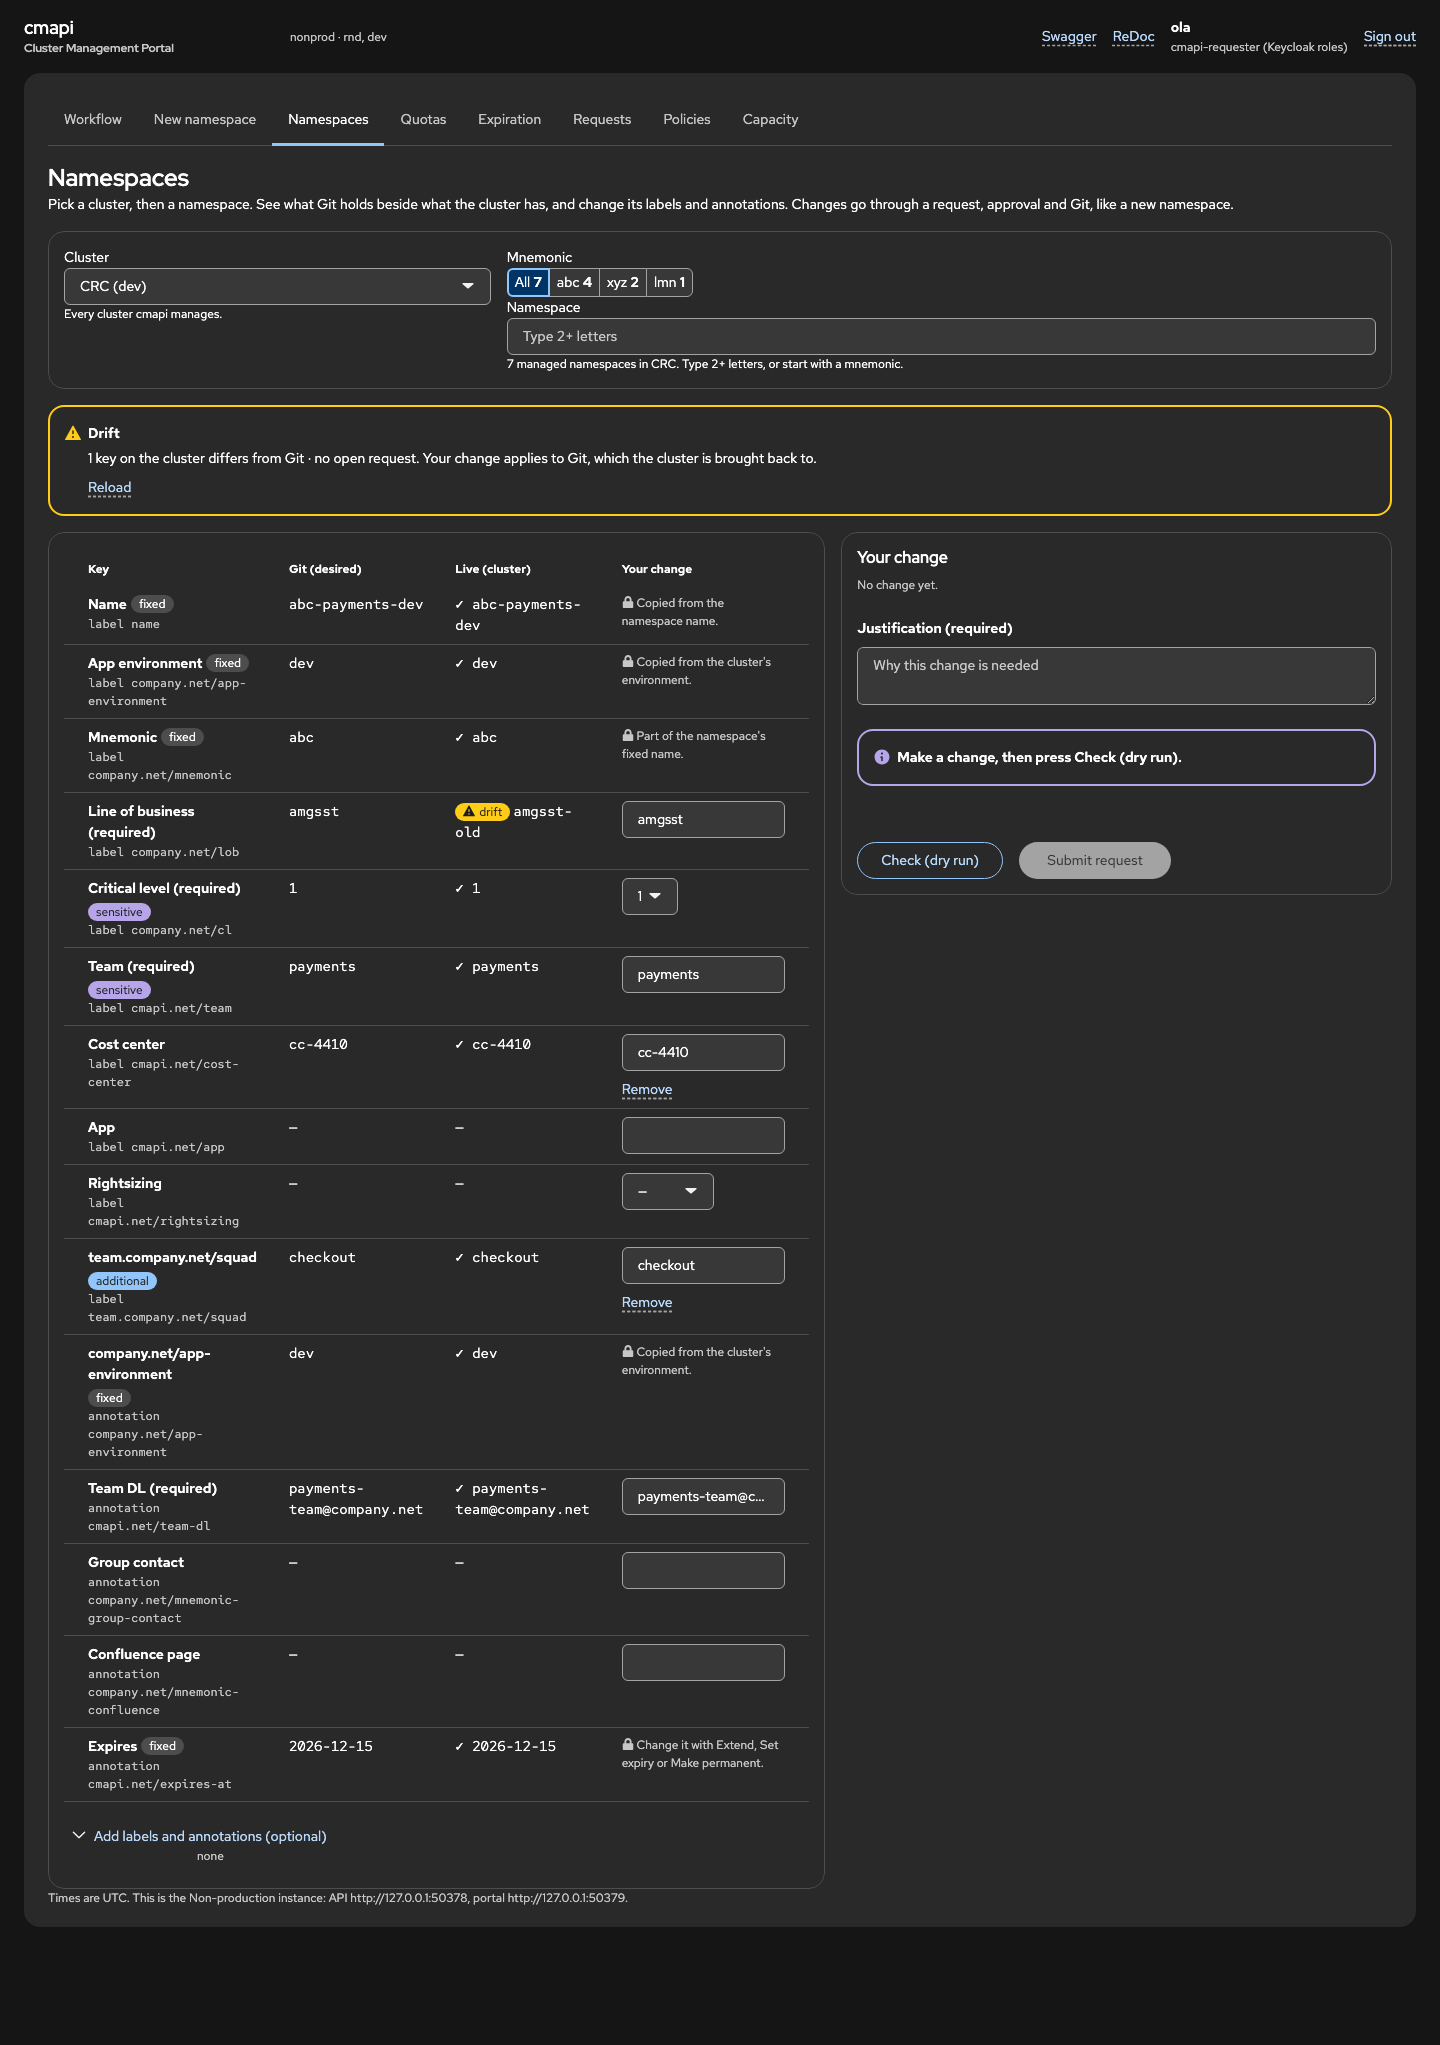 cmapi
Cluster Management Portal
nonprod · rnd, dev
Swagger
ReDoc
ola
cmapi-requester (Keycloak roles)
Sign out
Workflow
New namespace
Namespaces
Quotas
Expiration
Requests
Policies
Capacity
Namespaces
Pick a cluster, then a namespace. See what Git holds beside what the cluster has, and change its labels and annotations. Changes go through a request, approval and Git, like a new namespace.
Cluster
CRC (dev)
Every cluster cmapi manages.
Mnemonic
All 7
abc 4
xyz 2
lmn 1
Namespace
Type 2+ letters
7 managed namespaces in CRC. Type 2+ letters, or start with a mnemonic.
Drift
1 key on the cluster differs from Git · no open request. Your change applies to Git, which the cluster is brought back to.
Reload
Key
Git (desired)
Live (cluster)
Your change
Name fixed
label name
abc-payments-dev
✓ abc-payments-
dev
Copied from the
namespace name.
App environment fixed
label company.net/app-
environment
dev
✓ dev
Copied from the cluster's
environment.
Mnemonic fixed
label
company.net/mnemonic
abc
✓ abc
Part of the namespace's
fixed name.
Line of business
(required)
label company.net/lob
amgsst
drift amgsst-
old
amgsst
Critical level (required)
sensitive
label company.net/cl
1
✓ 1
1
Team (required)
sensitive
label cmapi.net/team
payments
✓ payments
payments
Cost center
label cmapi.net/cost-
center
cc-4410
✓ cc-4410
cc-4410
Remove
App
label cmapi.net/app
—
—
Rightsizing
label
cmapi.net/rightsizing
—
—
—
team.company.net/squad
additional
label
team.company.net/squad
checkout
✓ checkout
checkout
Remove
company.net/app-
environment
fixed
annotation
company.net/app-
environment
dev
✓ dev
Copied from the cluster's
environment.
Team DL (required)
annotation
cmapi.net/team-dl
payments-
team@company.net
✓ payments-
team@company.net
payments-team@c...
Group contact
annotation
company.net/mnemonic-
group-contact
—
—
Confluence page
annotation
company.net/mnemonic-
confluence
—
—
Expires fixed
annotation
cmapi.net/expires-at
2026-12-15
✓ 2026-12-15
Change it with Extend, Set
expiry or Make permanent.
Add labels and annotations (optional)
none
Your change
No change yet.
Justification (required)
Why this change is needed
Make a change, then press Check (dry run).
Check (dry run)
Submit request
Times are UTC. This is the Non-production instance: API http://127.0.0.1:50378, portal http://127.0.0.1:50379.